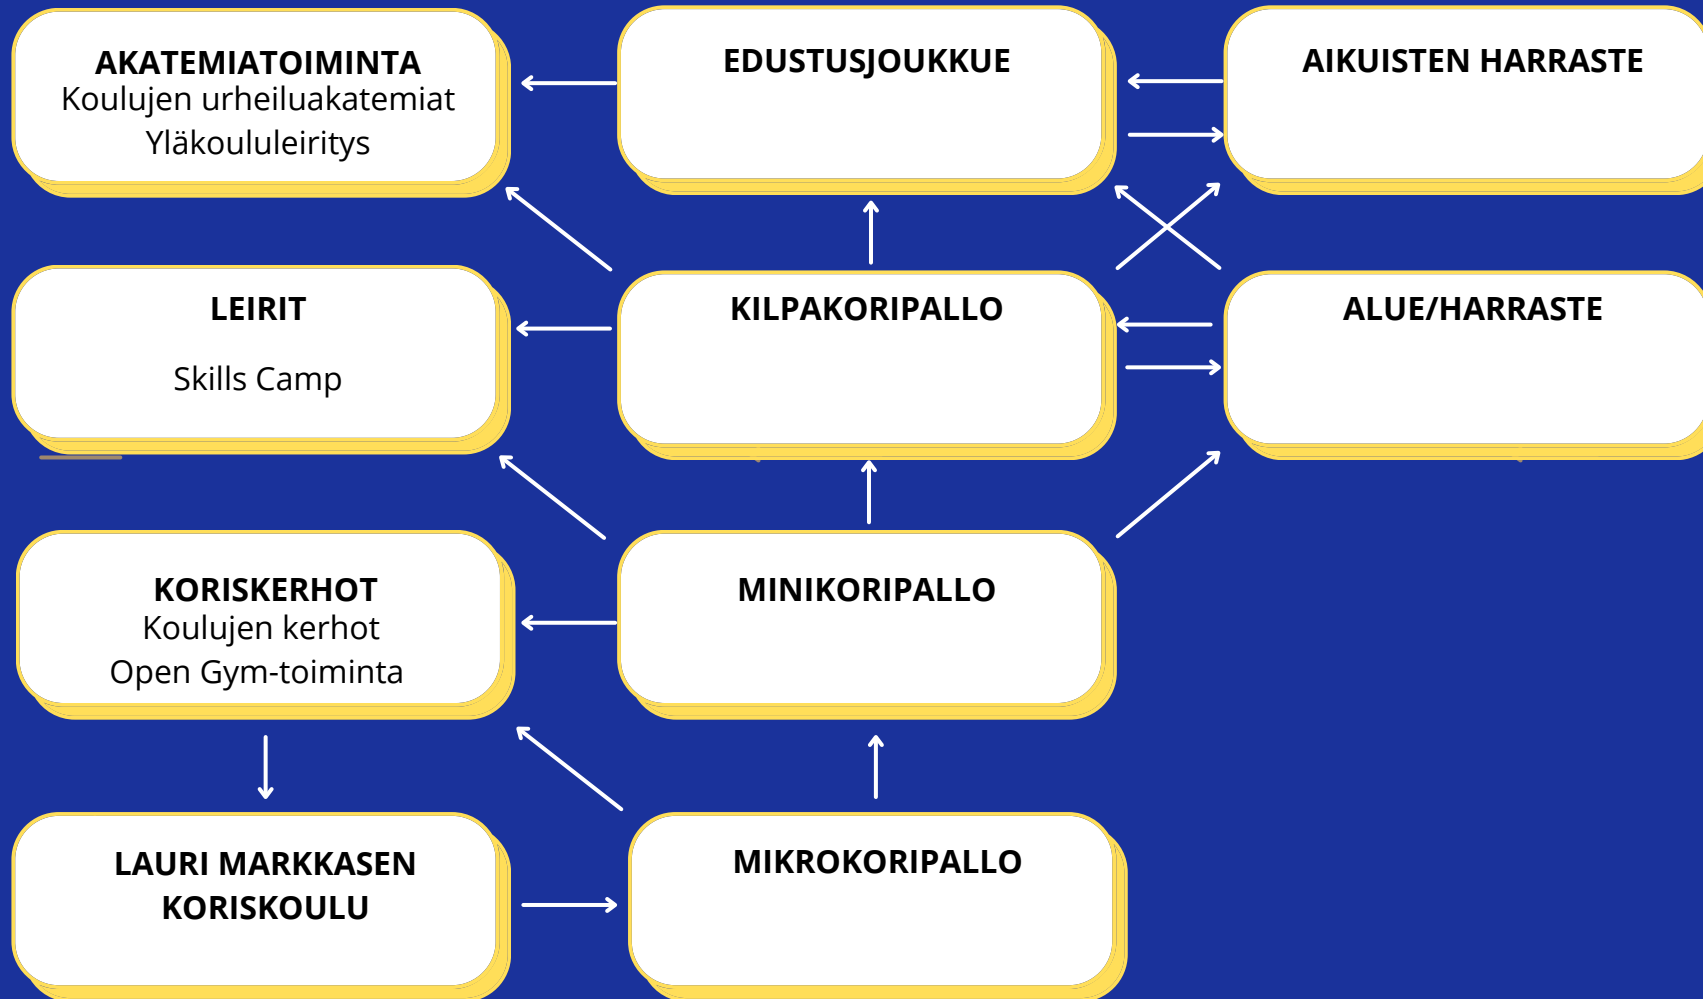 AKATEMIATOIMINTA
Koulujen urheiluakatemiat
Yläkoululeiritys
EDUSTUSJOUKKUE
AIKUISTEN HARRASTE
LEIRIT
Skills Camp
KILPAKORIPALLO
ALUE/HARRASTE
KORISKERHOT
Koulujen kerhot
Open Gym-toiminta
MINIKORIPALLO
LAURI MARKKASEN
KORISKOULU
MIKROKORIPALLO